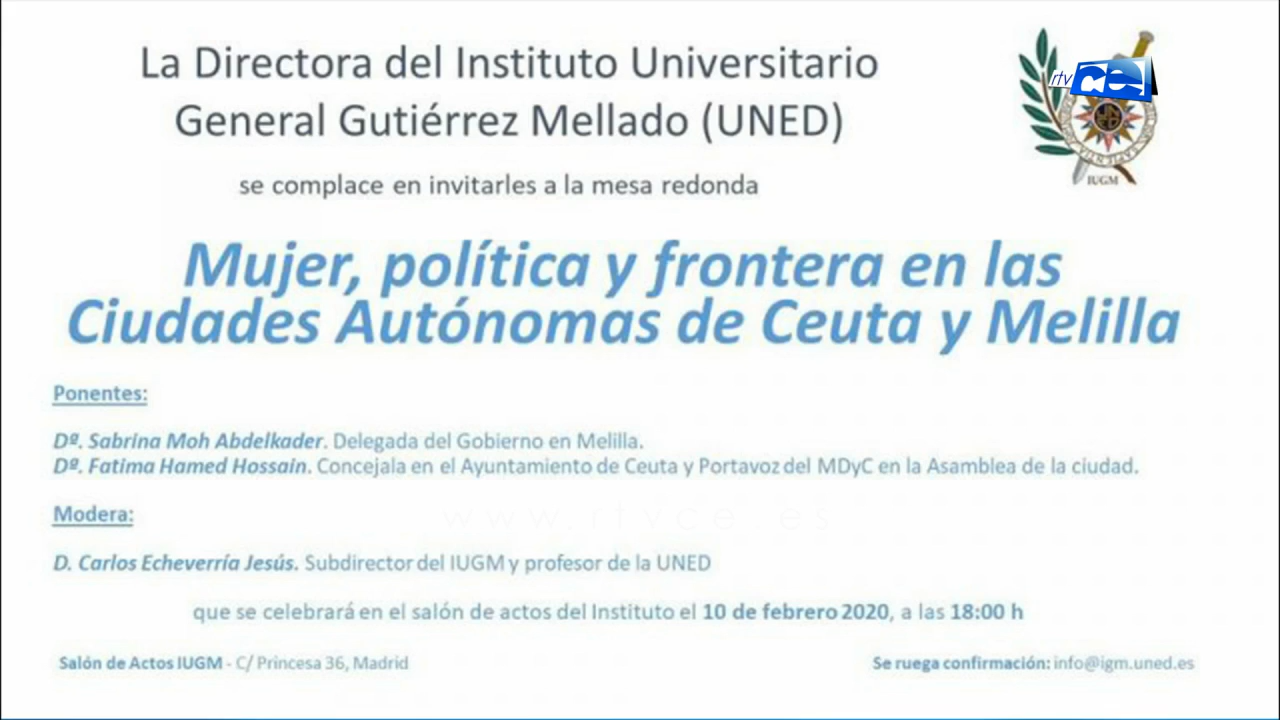 La Directora del Instituto Universitario
General Gutiérrez Mellado (UNED)
se complace en invitarles a la mesa redonda
rtvce
IUGM
Mujer, política y frontera en las
Ciudades Autónomas de Ceuta y Melilla
Ponentes:
Dª. Sabrina Moh Abdelkader. Delegada del Gobierno en Melilla.
Dª. Fatima Hamed Hossain. Concejala en el Ayuntamiento de Ceuta y Portavoz del MDyC en la Asamblea de la ciudad.
Modera:
www.rtvce.es
D. Carlos Echeverría Jesús. Subdirector del IUGM y profesor de la UNED
que se celebrará en el salón de actos del Instituto el 10 de febrero 2020, a las 18:00 h
Salón de Actos IUGM - C/ Princesa 36, Madrid
Se ruega confirmación: info@igm.uned.es